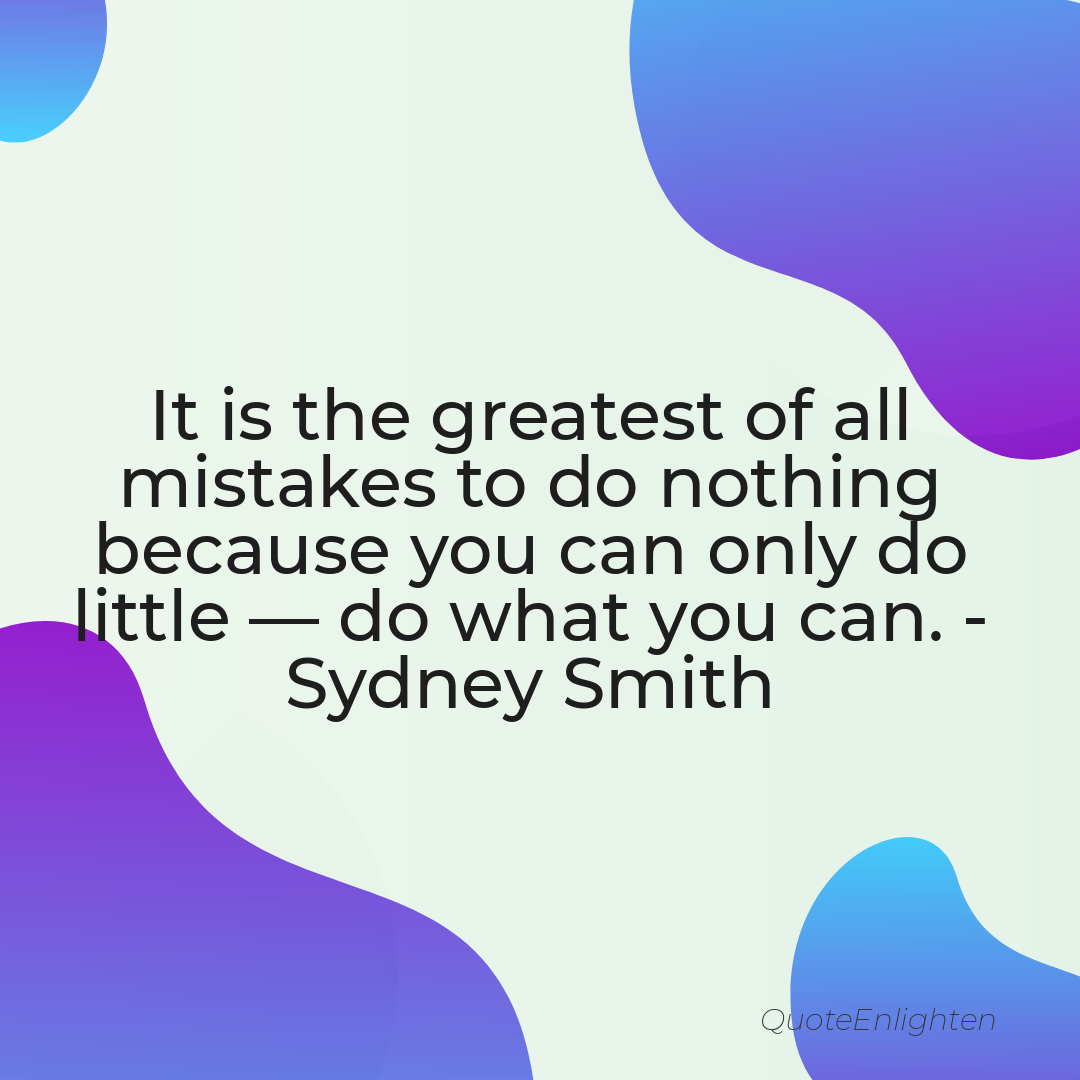 It is the greatest of all
mistakes to do nothing
because you can only do
little — do what you can. -
Sydney Smith
QuoteEnlighten